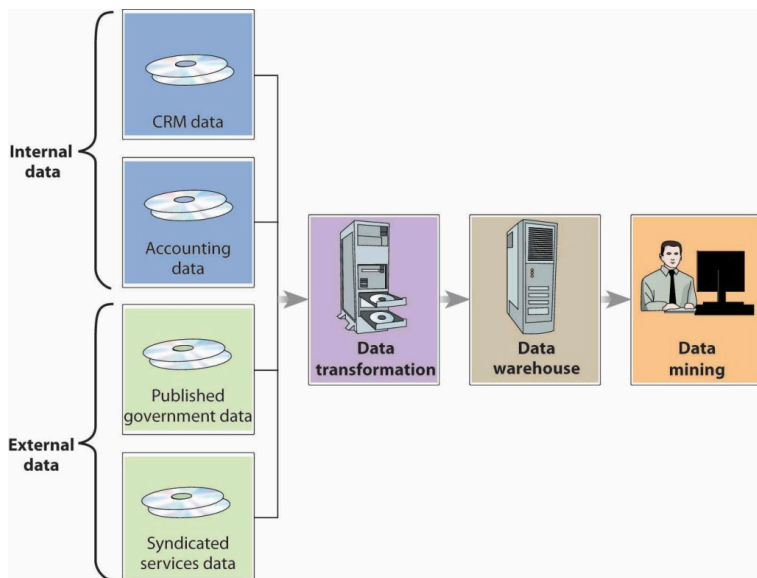 CRM data
Internal
data
Accounting
data
Published
government data
External
data
Syndicated
services data
Data
transformation
Data
warehouse
Data
mining